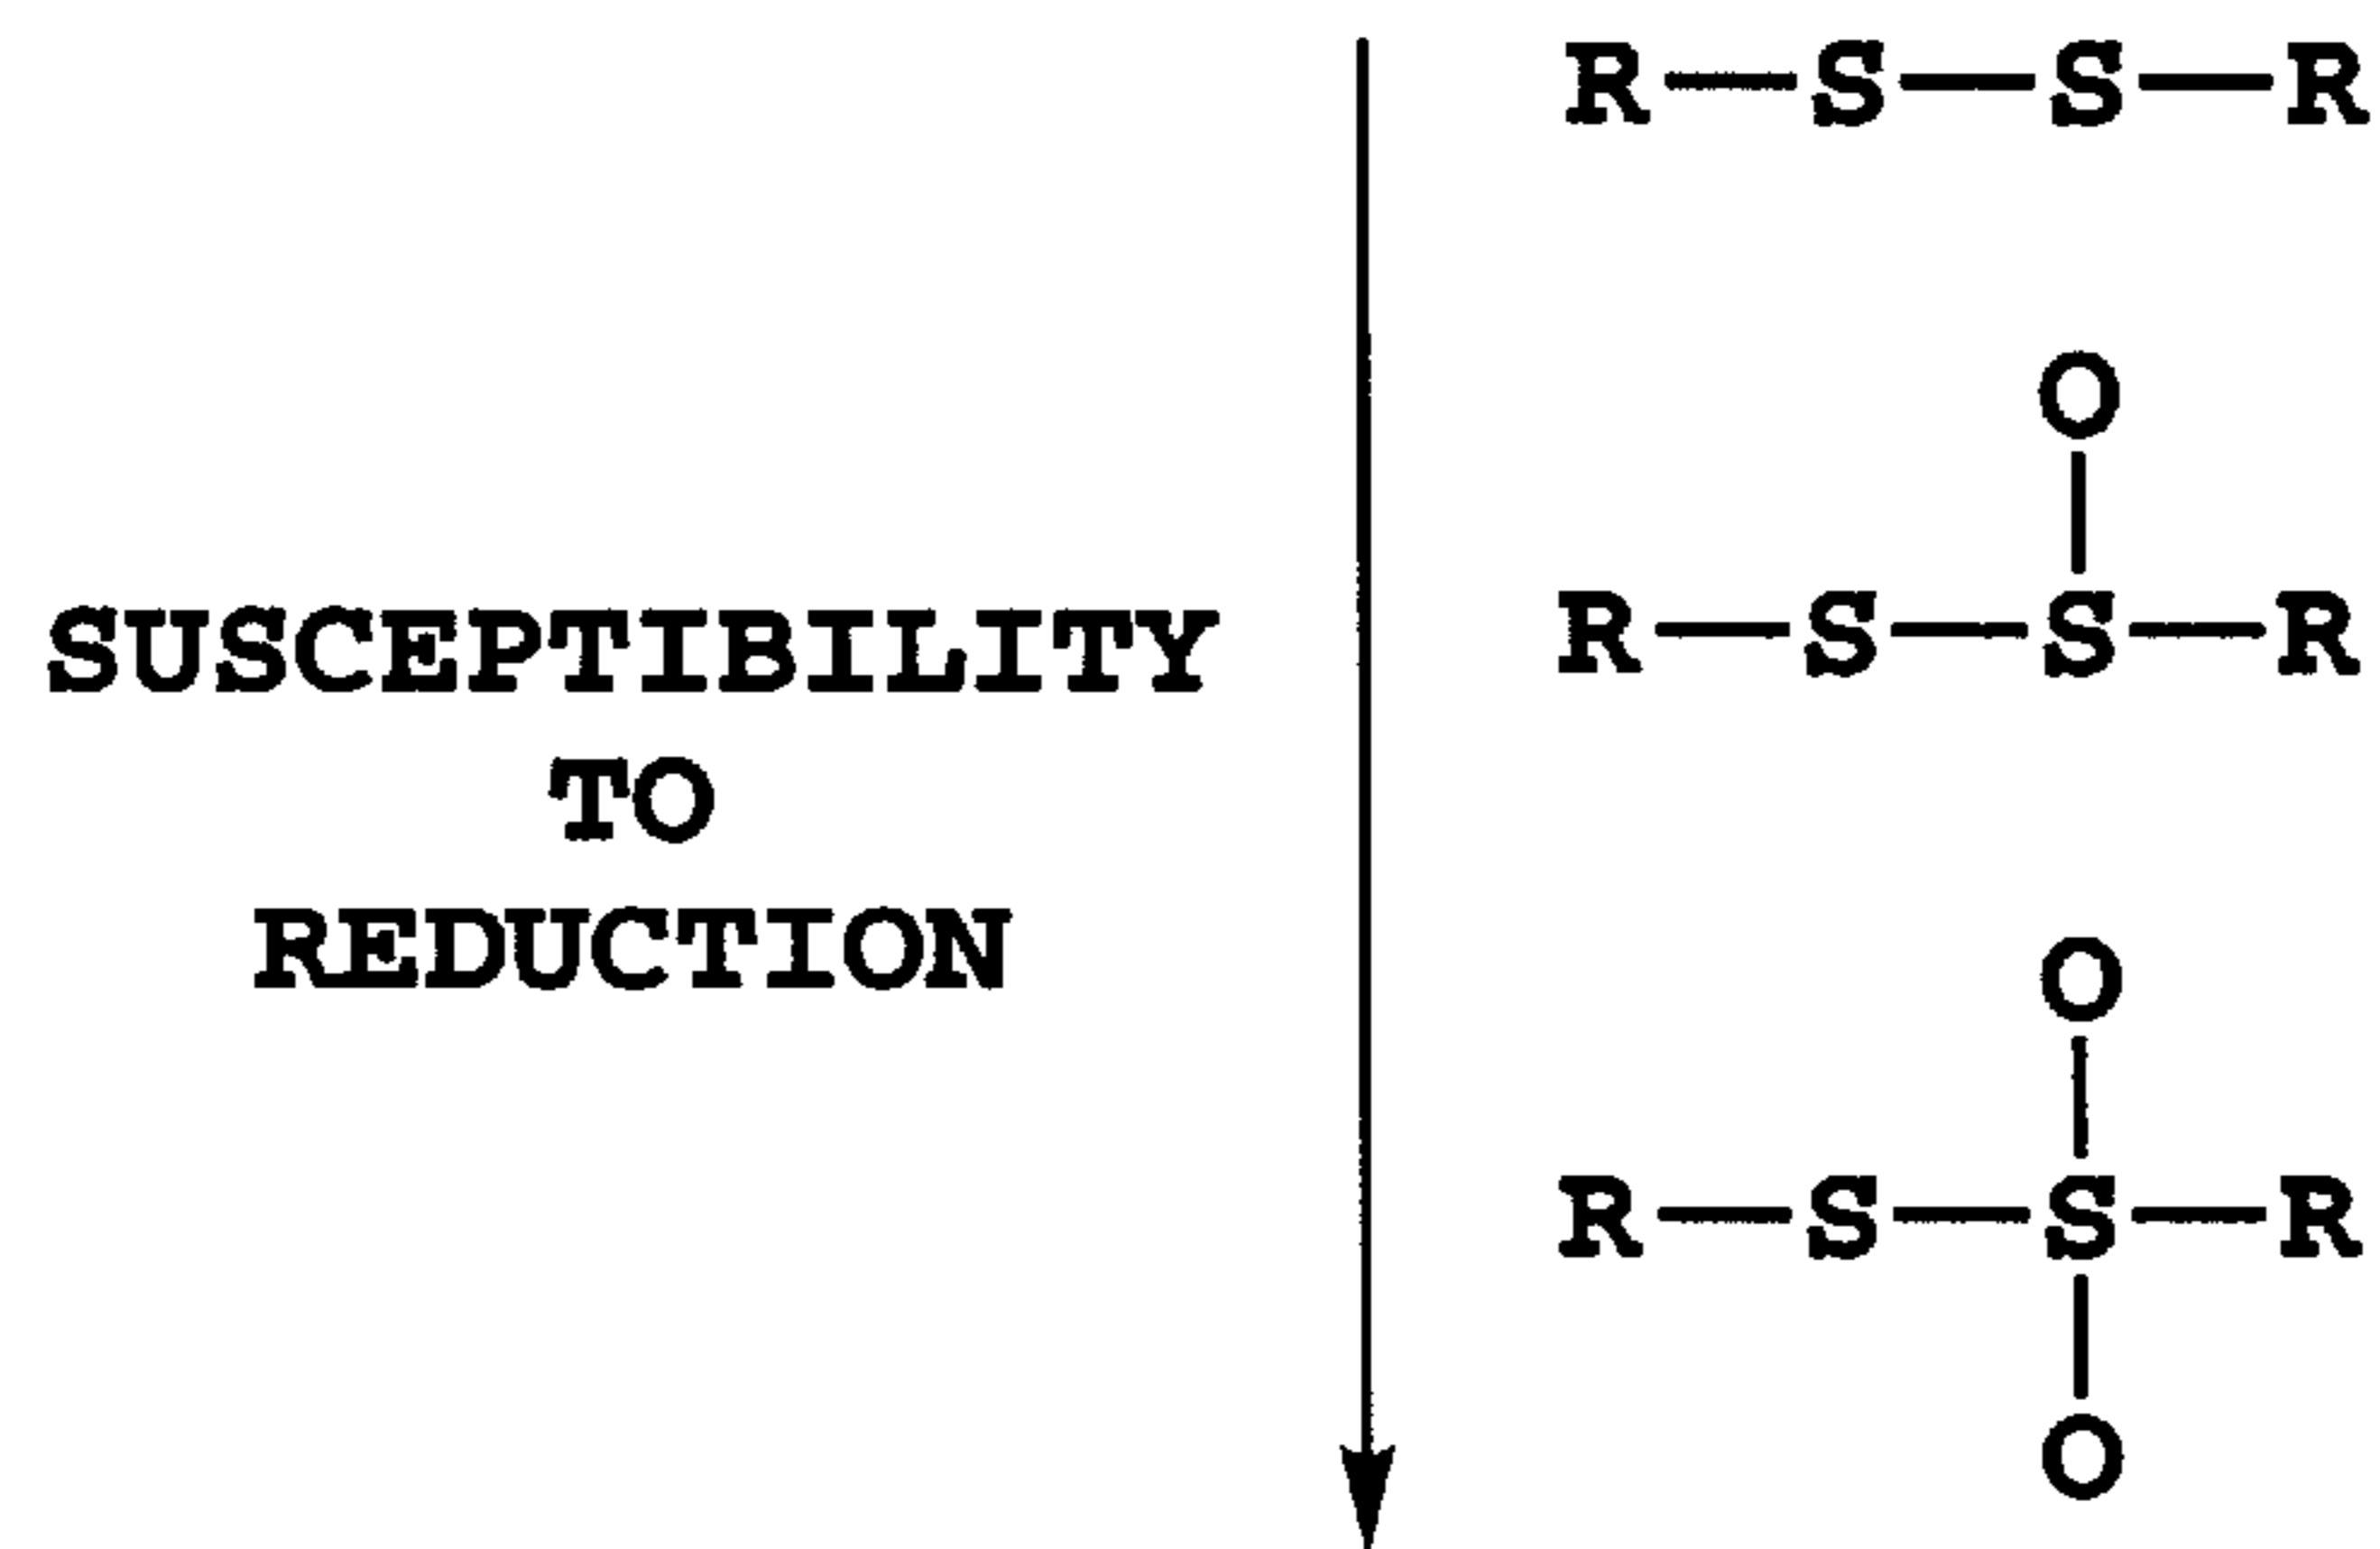 SUSCEPTIBILITY
TO
REDUCTION
R—S—S—R
O
R—S—S—R
O
R—S—S—R
O